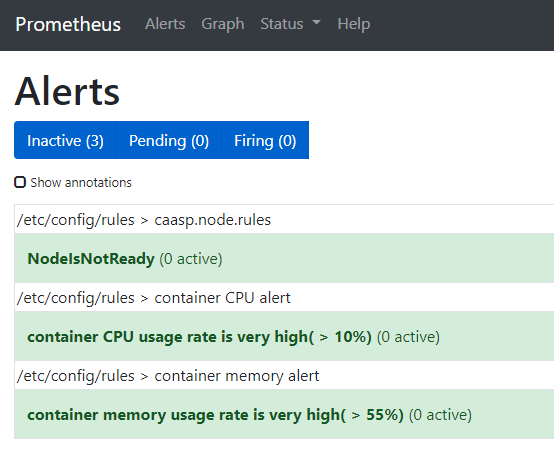 Prometheus Alerts Graph Status Help
Alerts
Inactive (3) Pending (0) Firing (0)
Show annotations
/etc/config/rules > caasp.node.rules
NodeIsNotReady (0 active)
/etc/config/rules > container CPU alert
container CPU usage rate is very high( > 10%) (0 active)
/etc/config/rules > container memory alert
container memory usage rate is very high( > 55%) (0 active)